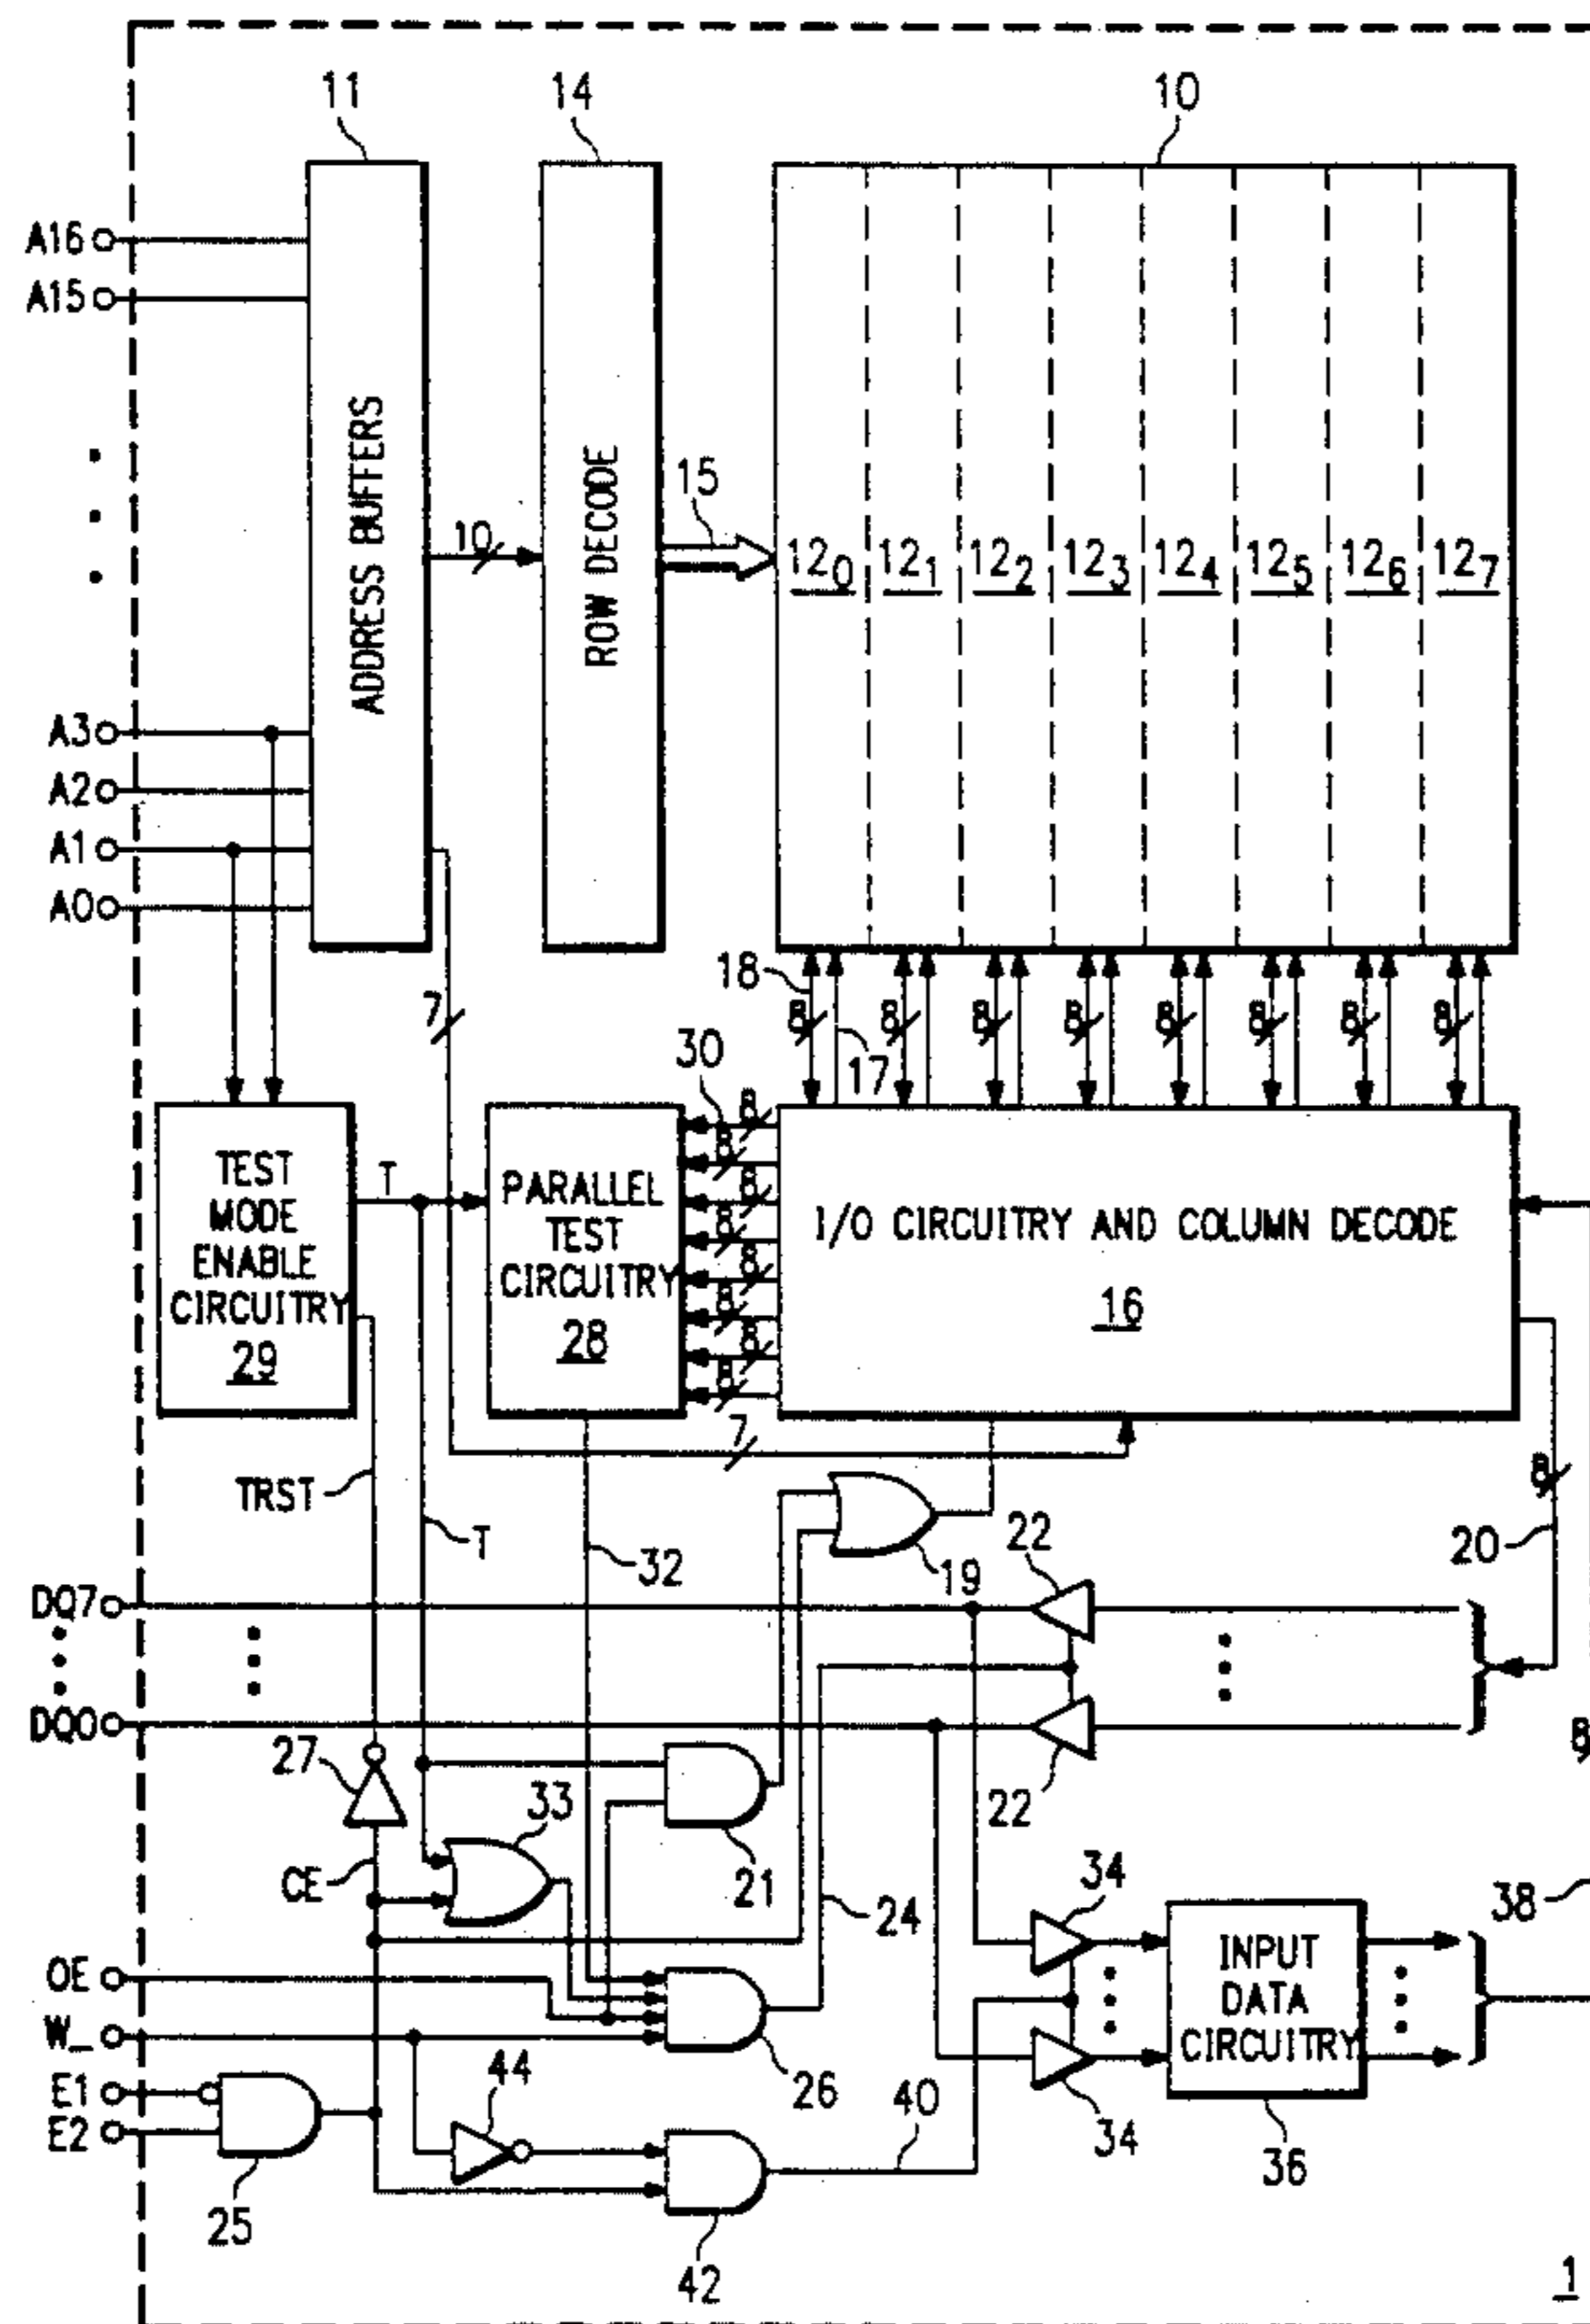 11
14
10
A16
A15
ADDRESS BUFFERS
10
ROW DECODE
15
12₀ 12₁ 12₂ 12₃ 12₄ 12₅ 12₆ 12₇
A3
A2
A1
A0
18
7
8 8 8 8 8 8 8 8
17
30
TEST
MODE
ENABLE
CIRCUITRY
29
T
PARALLEL
TEST
CIRCUITRY
28
8
8
8
8
8
8
8
8
I/O CIRCUITRY AND COLUMN DECODE
16
7
TRST
T
32
19
22
8
20
DQ7
DQ0
27
22
8
CE
33
21
24
34
38
INPUT
DATA
CIRCUITRY
OE
W_
E1
E2
44
26
40
34
36
25
42
1